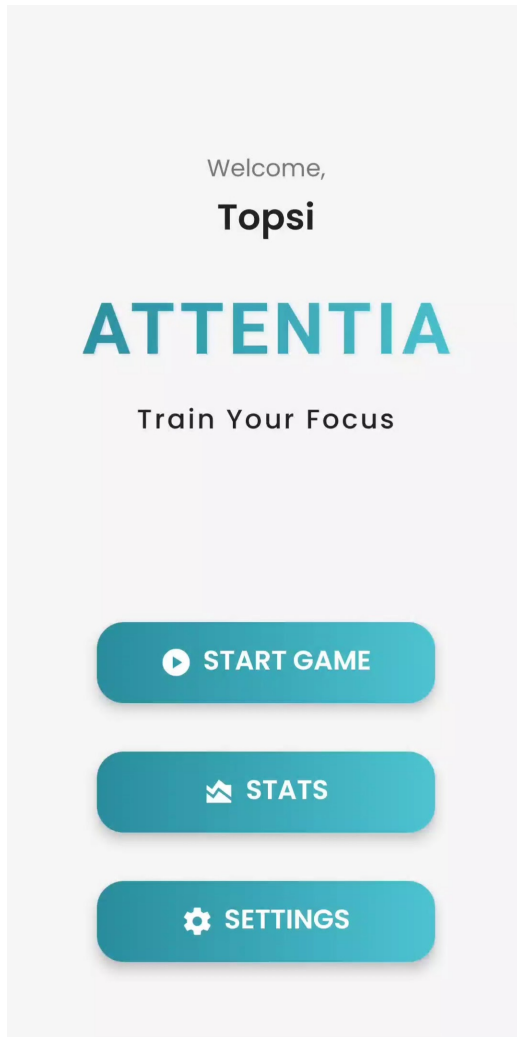 Welcome,
Topsi
ATTENTIA
Train Your Focus
START GAME
STATS
SETTINGS